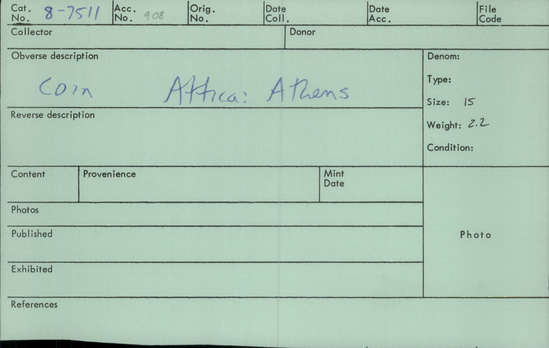 Cat. No. 8-7511 Acc. No. 908 Orig. No. Date Coll. Date Acc. File Code
Collector Donor
Obverse description Denom:
Coin Attica: Athens Type:
Size: 15
Reverse description Weight: 2.2
Condition:
Content Provenience Mint Date
Photos
Published Photo
Exhibited
References